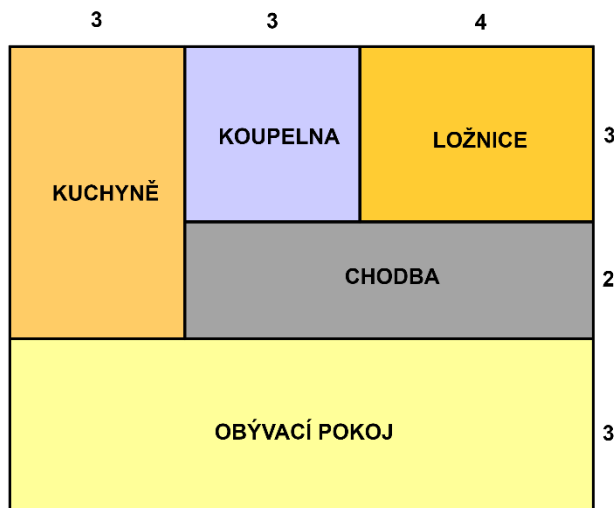 3 3 4
KOUPELNA LOŽNICE 3
KUCHYNĚ
CHODBA 2
OBÝVACÍ POKOJ 3